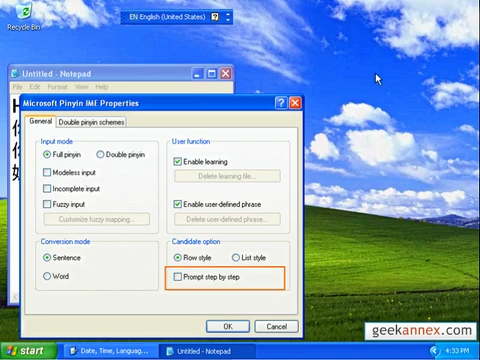 EN English (United States)
Recycle Bin
Untitled - Notepad
File Edit Format View Help
H
你
你
好
Microsoft Pinyin IME Properties
General Double pinyin schemes
Input mode
Full pinyin Double pinyin
Modeless input
Incomplete input
Fuzzy input
Customize fuzzy mapping...
User function
Enable learning
Delete learning file...
Enable user-defined phrase
Delete user-defined phrase...
Conversion mode
Sentence
Word
Candidate option
Row style List style
Prompt step by step
OK Cancel
geekannex.com
start Date, Time, Languag... Untitled - Notepad 4:33 PM